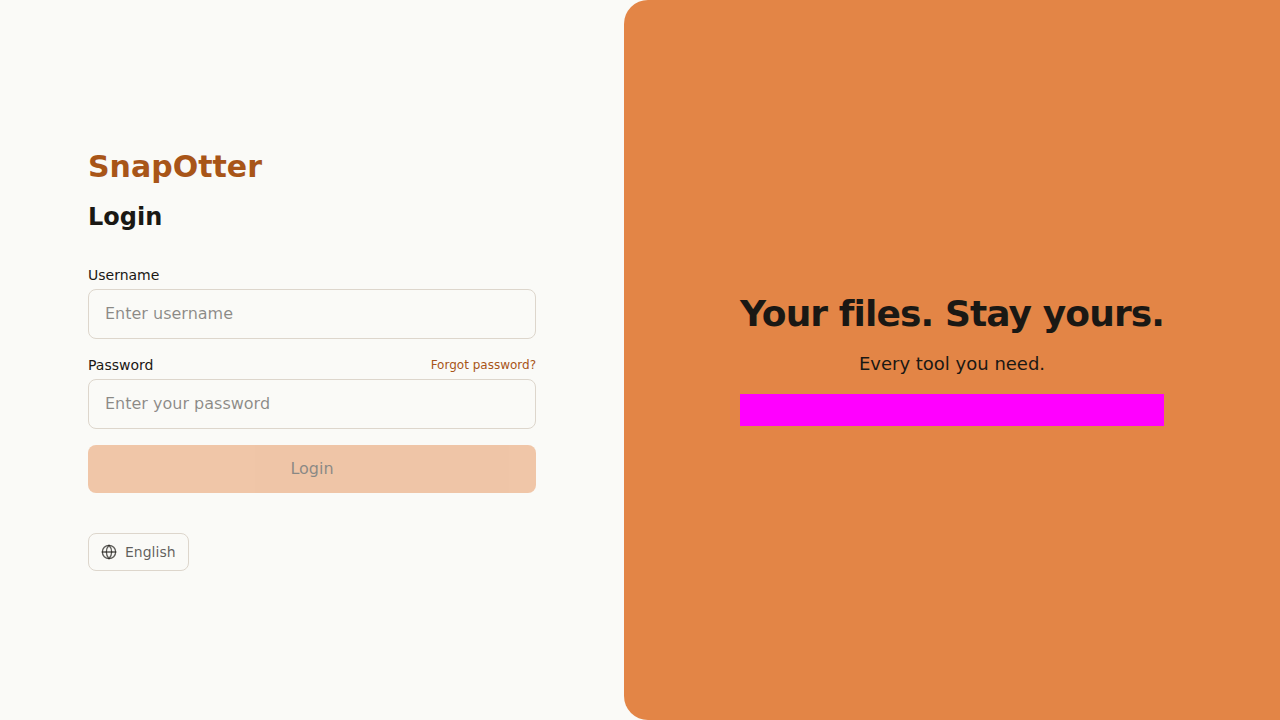 SnapOtter
Login
Username
Enter username
Password
Forgot password?
Enter your password
Login
English
Your files. Stay yours.
Every tool you need.